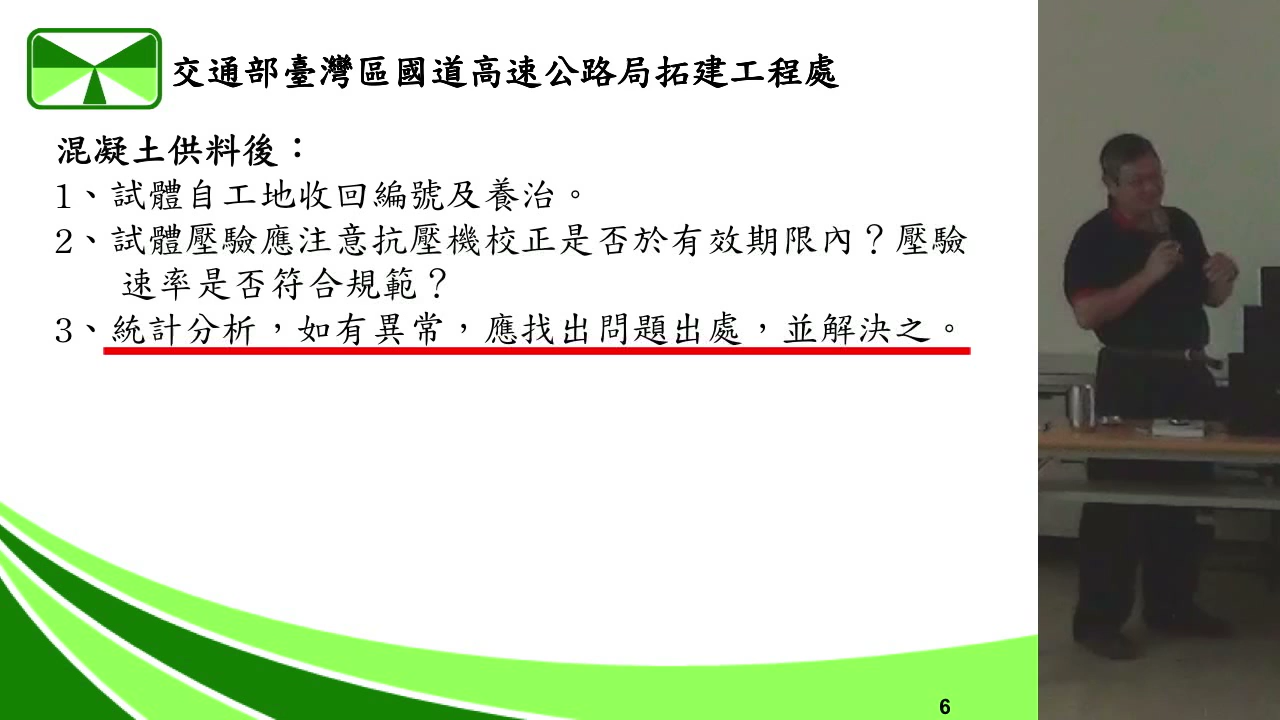 交通部臺灣區國道高速公路局拓建工程處
混凝土供料後：
1、試體自工地收回編號及養治。
2、試體壓驗應注意抗壓機校正是否於有效期限內？壓驗
速率是否符合規範？
3、統計分析，如有異常，應找出問題出處，並解決之。
6